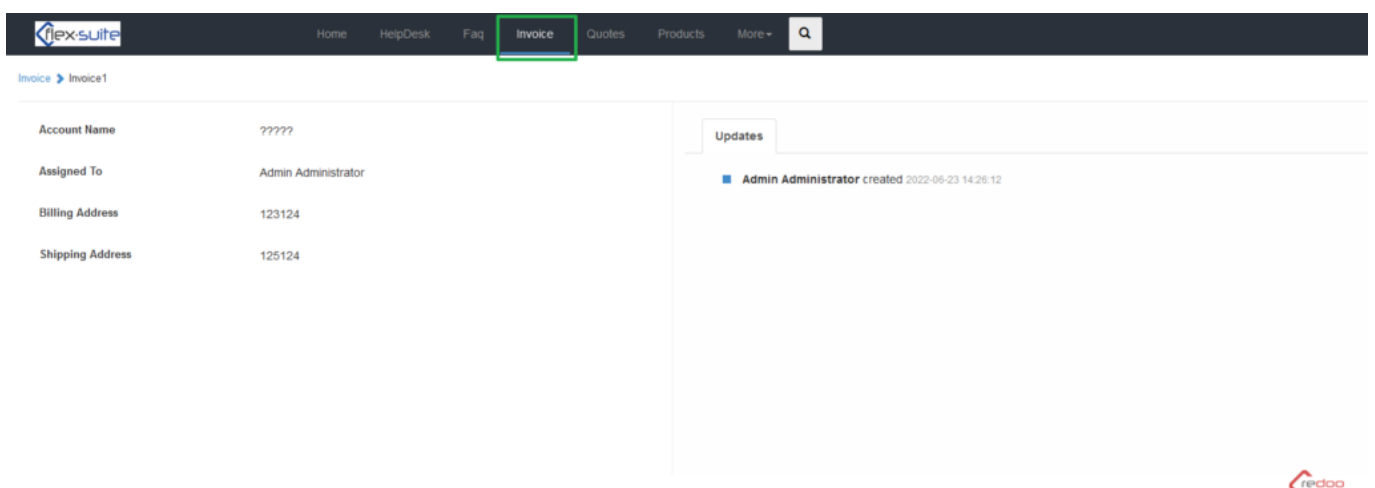 flex-suite
Home HelpDesk Faq Invoice Quotes Products More
Invoice Invoice1
Account Name ?????
Assigned To Admin Administrator
Billing Address 123124
Shipping Address 125124
Updates
Admin Administrator created 2022-06-23 14:26:12
redoo